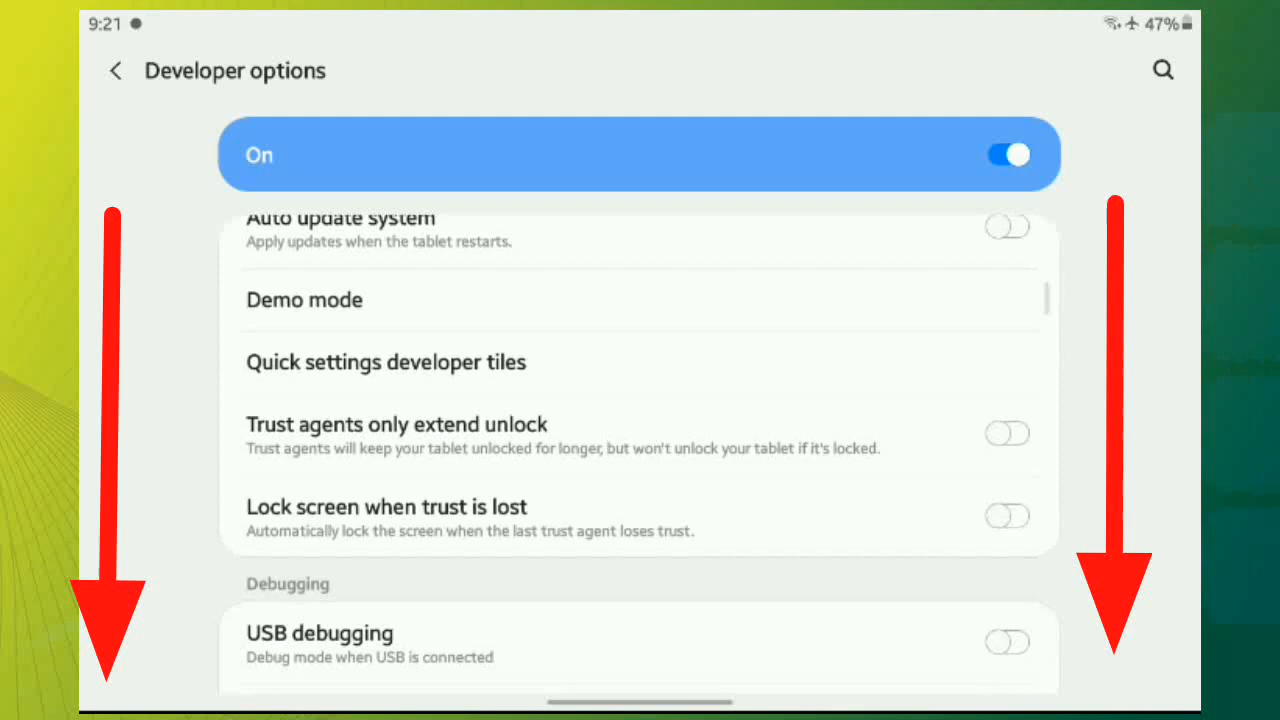 9:21
47%
Developer options
On
Auto update system
Apply updates when the tablet restarts.
Demo mode
Quick settings developer tiles
Trust agents only extend unlock
Trust agents will keep your tablet unlocked for longer, but won't unlock your tablet if it's locked.
Lock screen when trust is lost
Automatically lock the screen when the last trust agent loses trust.
Debugging
USB debugging
Debug mode when USB is connected